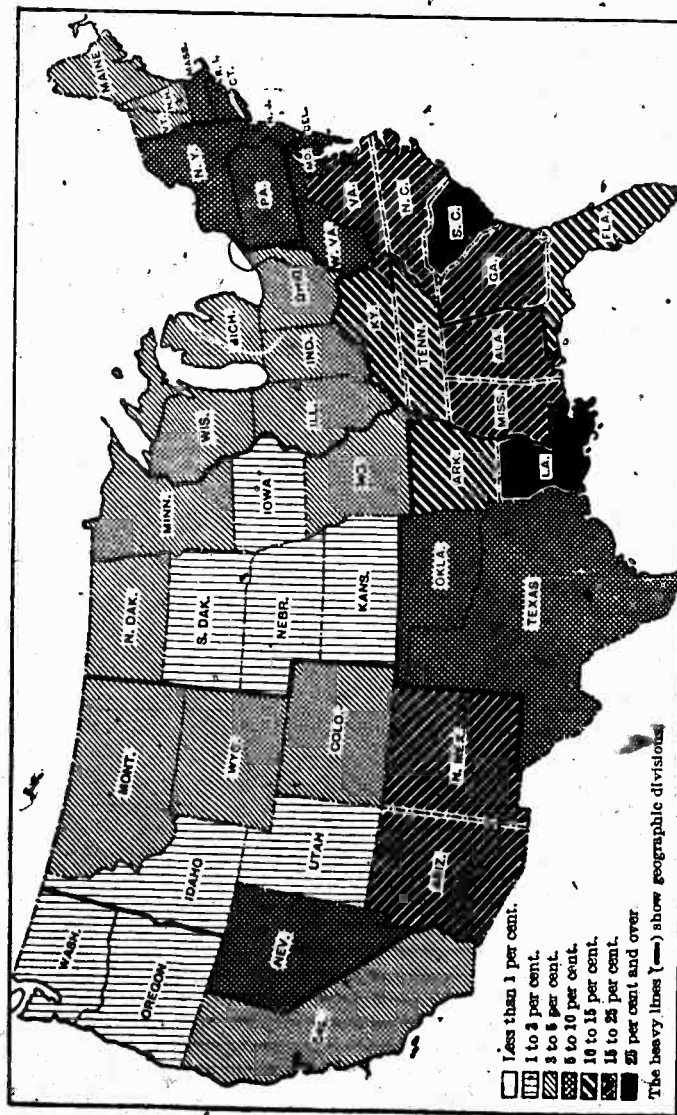 WASH.
OREGON
IDAHO
MONT.
WYO.
N. DAK.
S. DAK.
NEBR.
KANS.
MINN.
IOWA
MO.
WIS.
ILL.
MICH.
IND.
OHIO
NEV.
UTAH
COLO.
ARIZ.
N. MEX.
OKLA.
TEXAS
ARK.
LA.
KY.
TENN.
MISS.
ALA.
GA.
FLA.
S. C.
N. C.
VA.
W. VA.
PA.
N. Y.
MAINE
MASS.
R. I.
CT.
N. J.
DEL.
MD.
Less than 1 per cent.
1 to 3 per cent.
3 to 5 per cent.
5 to 10 per cent.
10 to 15 per cent.
15 to 25 per cent.
25 per cent and over
The heavy lines (━) show geographic divisions